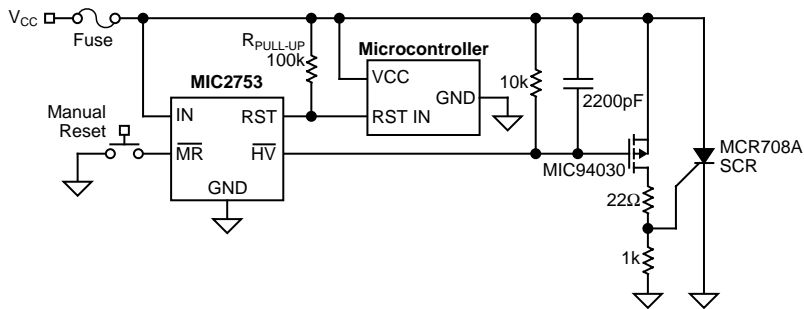 VCC
Fuse
RPULL-UP
100k
Microcontroller
VCC
GND
RST IN
MIC2753
IN
RST
MR
HV
GND
Manual
Reset
10k
2200pF
MIC94030
MCR708A
SCR
22Ω
1k